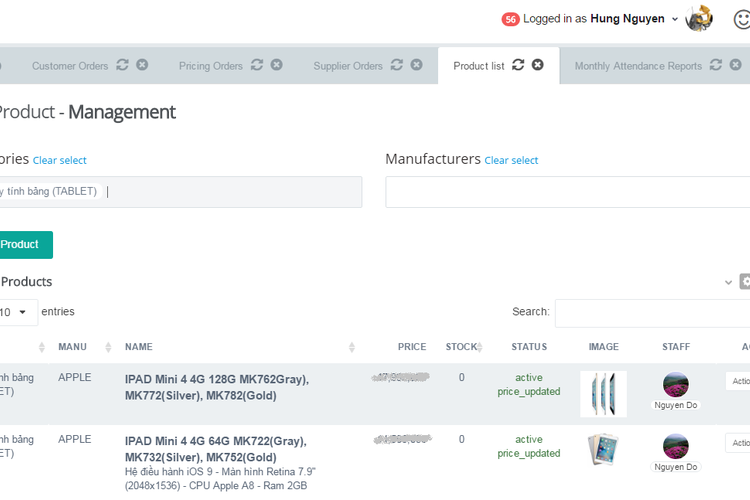 56 Logged in as Hung Nguyen
Customer Orders Pricing Orders Supplier Orders Product list Monthly Attendance Reports
Product - Management
ories Clear select Manufacturers Clear select
y tính bảng (TABLET)
Product
Products
10 entries Search:
MANU NAME PRICE STOCK STATUS IMAGE STAFF AC
nh bảng APPLE IPAD Mini 4 4G 128G MK762Gray), 0 active Actio
ET) MK772(Silver), MK782(Gold) price_updated
Nguyen Do
nh bảng APPLE IPAD Mini 4 4G 64G MK722(Gray), 0 active Actio
ET) MK732(Silver), MK752(Gold) price_updated
Hệ điều hành iOS 9 - Màn hình Retina 7.9" Nguyen Do
(2048x1536) - CPU Apple A8 - Ram 2GB